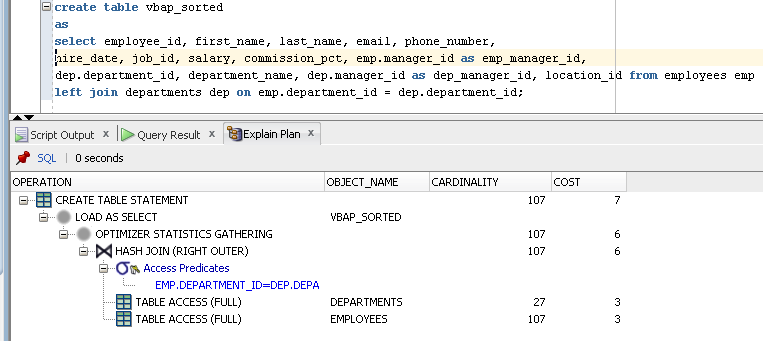 create table vbap_sorted
as
select employee_id, first_name, last_name, email, phone_number,
hire_date, job_id, salary, commission_pct, emp.manager_id as emp_manager_id,
dep.department_id, department_name, dep.manager_id as dep_manager_id, location_id from employees emp
left join departments dep on emp.department_id = dep.department_id;
Script Output x Query Result x Explain Plan x
SQL | 0 seconds
OPERATION OBJECT_NAME CARDINALITY COST
CREATE TABLE STATEMENT 107 7
LOAD AS SELECT VBAP_SORTED
OPTIMIZER STATISTICS GATHERING 107 6
HASH JOIN (RIGHT OUTER) 107 6
Access Predicates
EMP.DEPARTMENT_ID=DEP.DEPA
TABLE ACCESS (FULL) DEPARTMENTS 27 3
TABLE ACCESS (FULL) EMPLOYEES 107 3